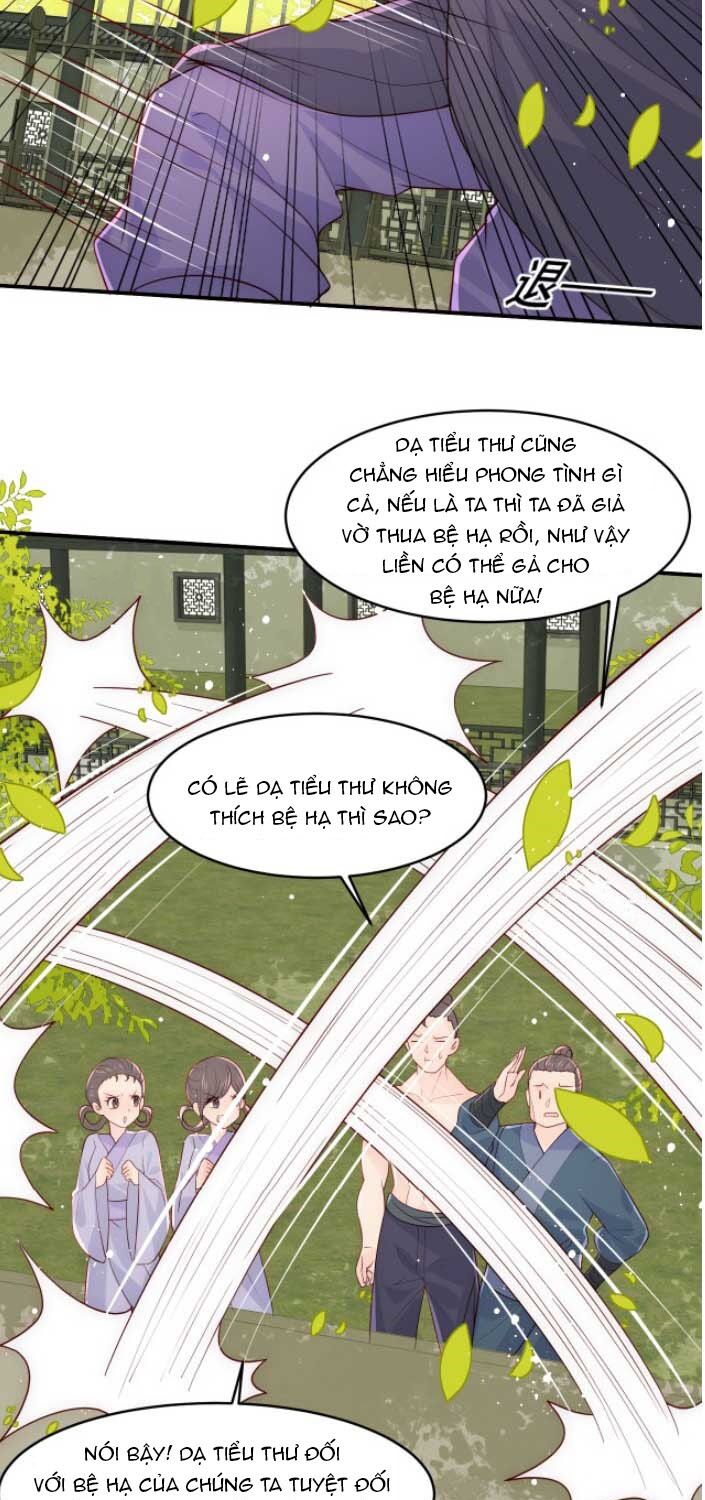 退——
DẠ TIỂU THƯ CŨNG
CHẲNG HIỂU PHONG TÌNH GÌ
CẢ, NẾU LÀ TA THÌ TA ĐÃ GIẢ
VỜ THUA BỆ HẠ RỒI, NHƯ VẬY
LIỀN CÓ THỂ GẢ CHO
BỆ HẠ NỮA!
CÓ LẼ DẠ TIỂU THƯ KHÔNG
THÍCH BỆ HẠ THÌ SAO?
NÓI BẬY! DẠ TIỂU THƯ ĐỐI
VỚI BỆ HẠ CỦA CHÚNG TA TUYỆT ĐỐI